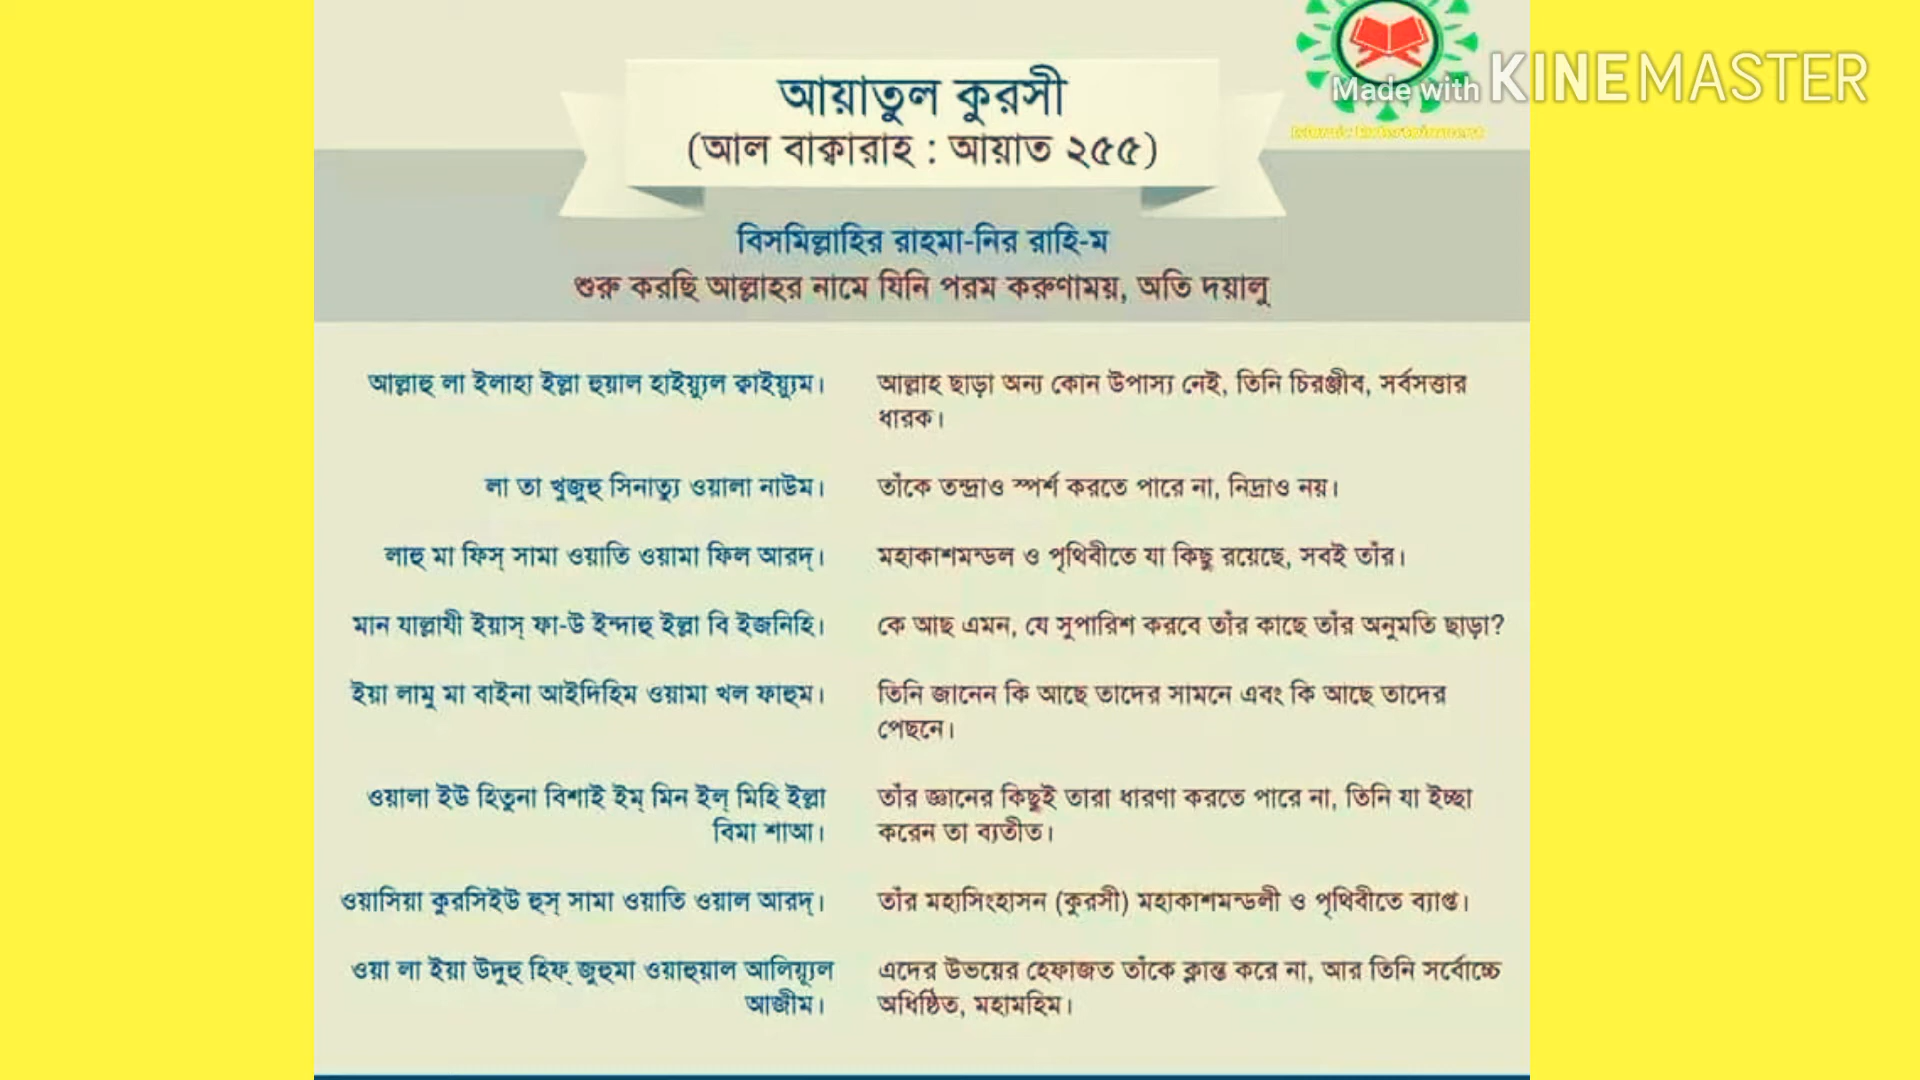 Made with KINEMASTER
Islamic Entertainment
আয়াতুল কুরসী
(আল বাক্বারাহ : আয়াত ২৫৫)
বিসমিল্লাহির রাহমা-নির রাহি-ম
শুরু করছি আল্লাহর নামে যিনি পরম করুণাময়, অতি দয়ালু
আল্লাহু লা ইলাহা ইল্লা হুয়াল হাইয়্যুল ক্বাইয়্যুম।
আল্লাহ ছাড়া অন্য কোন উপাস্য নেই, তিনি চিরঞ্জীব, সর্বসত্তার
ধারক।
লা তা খুজুহু সিনাত্যু ওয়ালা নাউম।
তাঁকে তন্দ্রাও স্পর্শ করতে পারে না, নিদ্রাও নয়।
লাহু মা ফিস্ সামা ওয়াতি ওয়ামা ফিল আরদ্।
মহাকাশমন্ডল ও পৃথিবীতে যা কিছু রয়েছে, সবই তাঁর।
মান যাল্লাযী ইয়াস্ ফা-উ ইন্দাহু ইল্লা বি ইজনিহি।
কে আছ এমন, যে সুপারিশ করবে তাঁর কাছে তাঁর অনুমতি ছাড়া?
ইয়া লামু মা বাইনা আইদিহিম ওয়ামা খল ফাহুম।
তিনি জানেন কি আছে তাদের সামনে এবং কি আছে তাদের
পেছনে।
ওয়ালা ইউ হিতুনা বিশাই ইম্ মিন ইল্ মিহি ইল্লা
বিমা শাআ।
তাঁর জ্ঞানের কিছুই তারা ধারণা করতে পারে না, তিনি যা ইচ্ছা
করেন তা ব্যতীত।
ওয়াসিয়া কুরসিইউ হুস্ সামা ওয়াতি ওয়াল আরদ্।
তাঁর মহাসিংহাসন (কুরসী) মহাকাশমন্ডলী ও পৃথিবীতে ব্যাপ্ত।
ওয়া লা ইয়া উদুহু হিফ্ জুহুমা ওয়াহুয়াল আলিয়্যূল
আজীম।
এদের উভয়ের হেফাজত তাঁকে ক্লান্ত করে না, আর তিনি সর্বোচ্চে
অধিষ্ঠিত, মহামহিম।